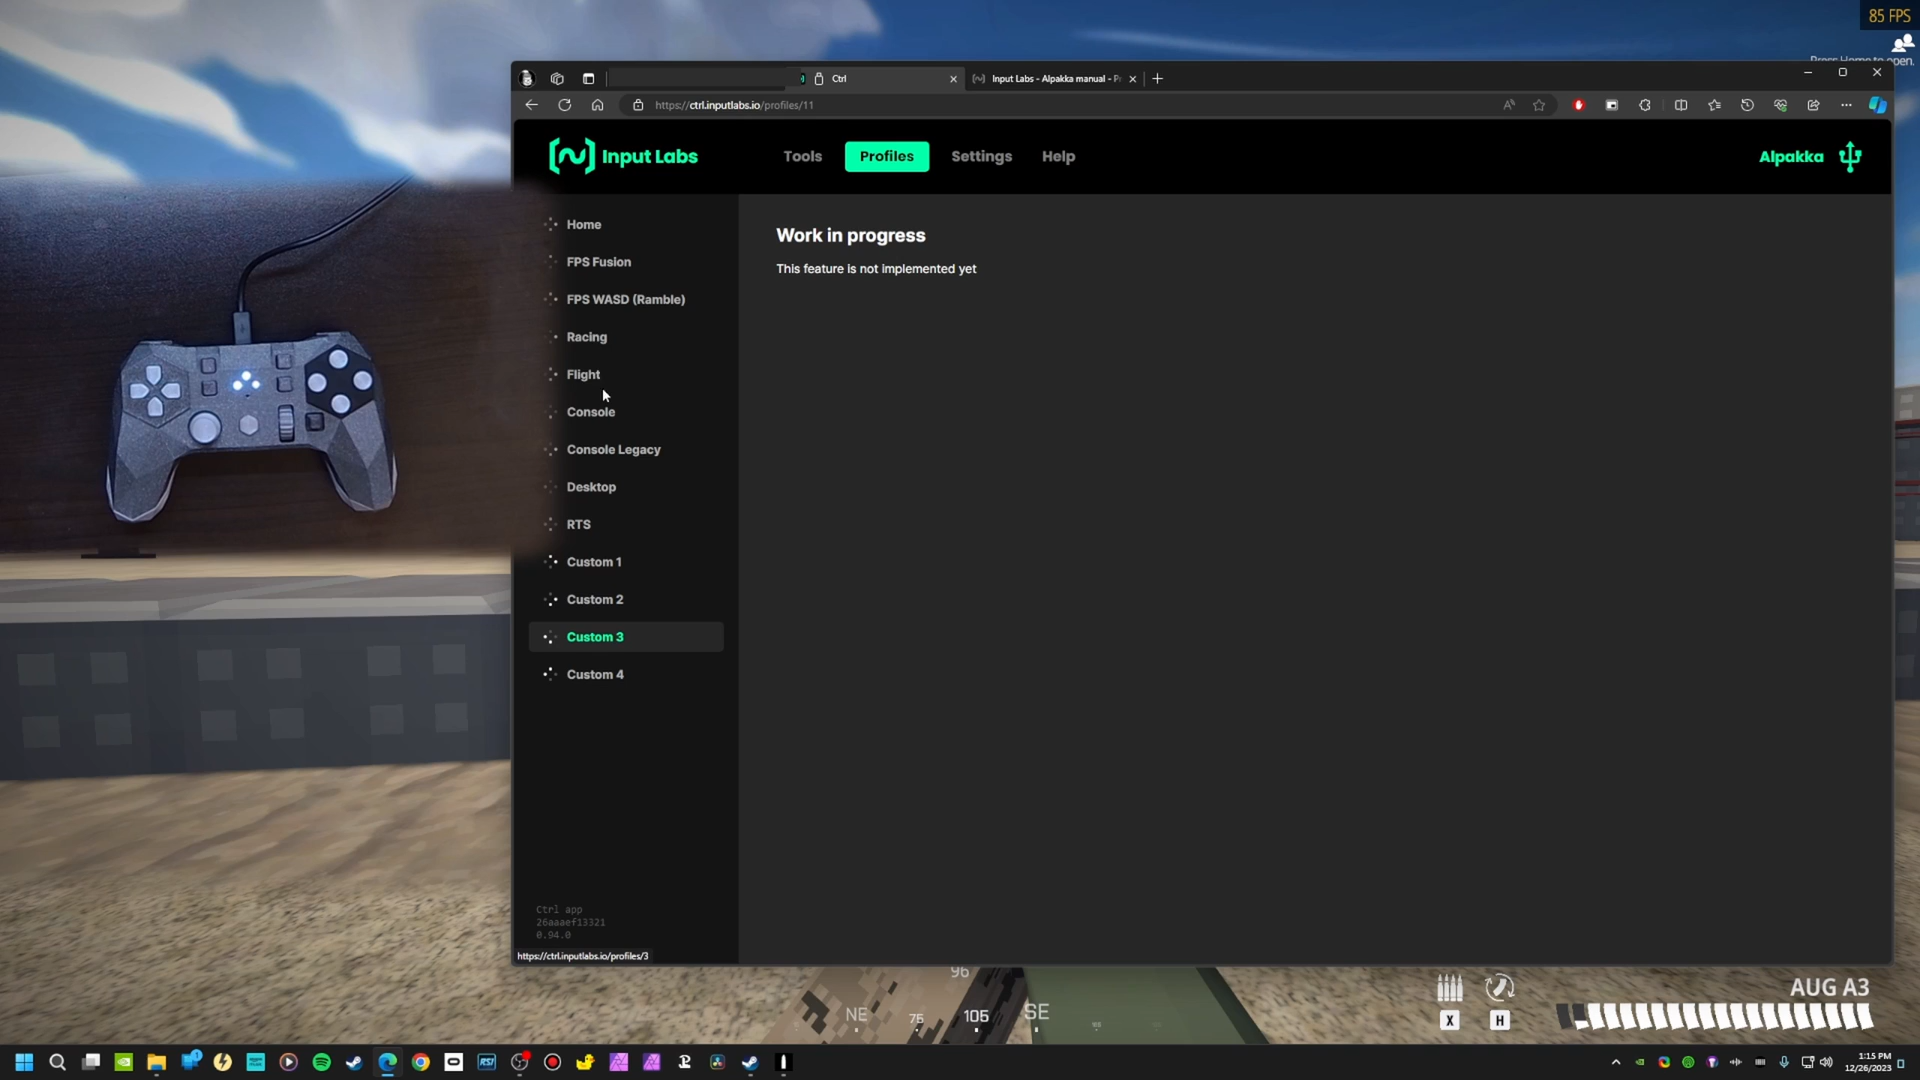 85 FPS
Ctrl
Input Labs - Alpakka manual - P
https://ctrl.inputlabs.io/profiles/11
Input Labs
Tools
Profiles
Settings
Help
Alpakka
Home
FPS Fusion
FPS WASD (Ramble)
Racing
Flight
Console
Console Legacy
Desktop
RTS
Custom 1
Custom 2
Custom 3
Custom 4
Work in progress
This feature is not implemented yet
Ctrl app
26aaaef13321
0.94.0
https://ctrl.inputlabs.io/profiles/3
96
NE
75
105
SE
AUG A3
X
H
RSI
1:15 PM
12/26/2023